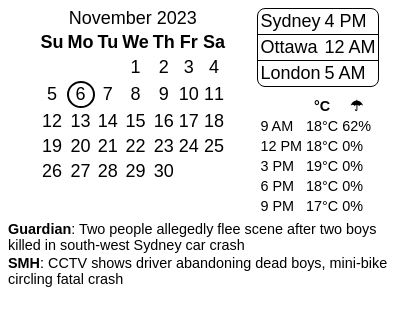 November 2023
Su Mo Tu We Th Fr Sa
1 2 3 4
5 6 7 8 9 10 11
12 13 14 15 16 17 18
19 20 21 22 23 24 25
26 27 28 29 30
Sydney 4 PM
Ottawa 12 AM
London 5 AM
°C ☂
9 AM 18°C 62%
12 PM 18°C 0%
3 PM 19°C 0%
6 PM 18°C 0%
9 PM 17°C 0%
Guardian: Two people allegedly flee scene after two boys
killed in south-west Sydney car crash
SMH: CCTV shows driver abandoning dead boys, mini-bike
circling fatal crash